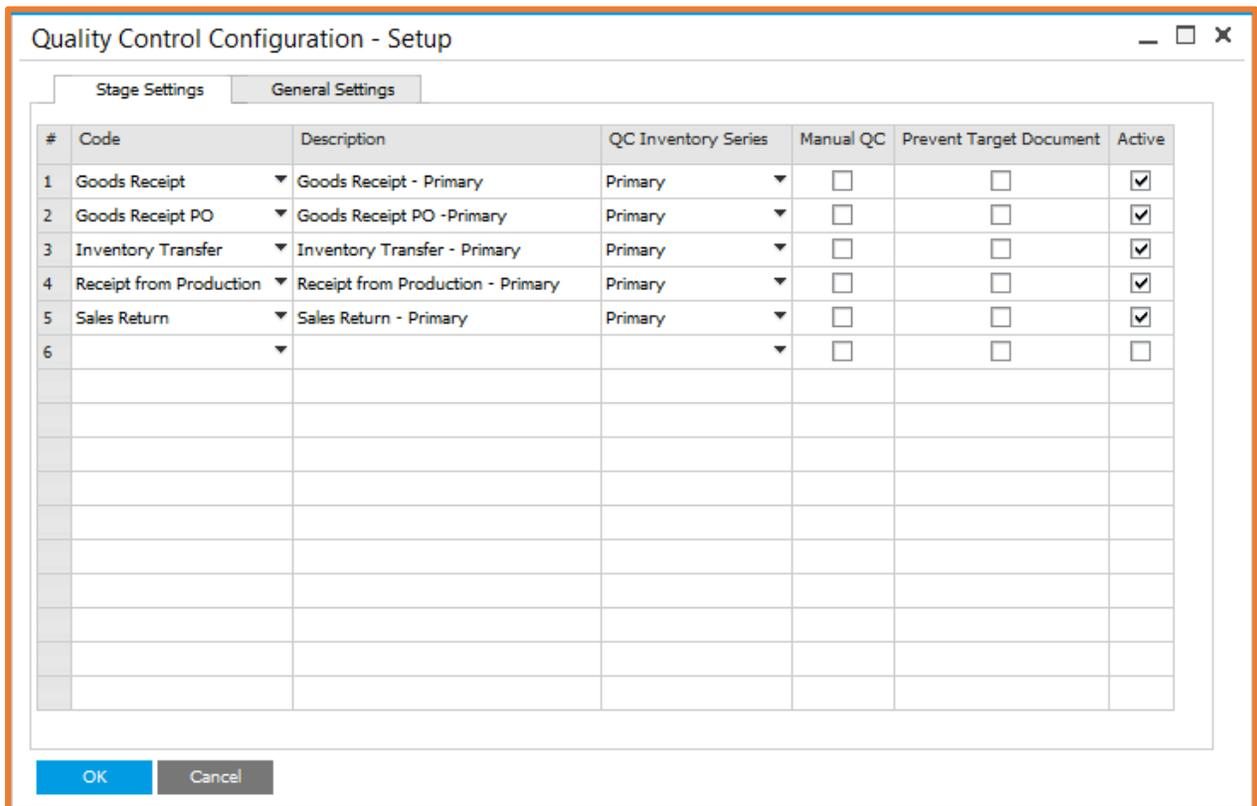 Quality Control Configuration - Setup
Stage Settings General Settings
# Code Description QC Inventory Series Manual QC Prevent Target Document Active
1 Goods Receipt Goods Receipt - Primary Primary
2 Goods Receipt PO Goods Receipt PO -Primary Primary
3 Inventory Transfer Inventory Transfer - Primary Primary
4 Receipt from Production Receipt from Production - Primary Primary
5 Sales Return Sales Return - Primary Primary
6
OK Cancel